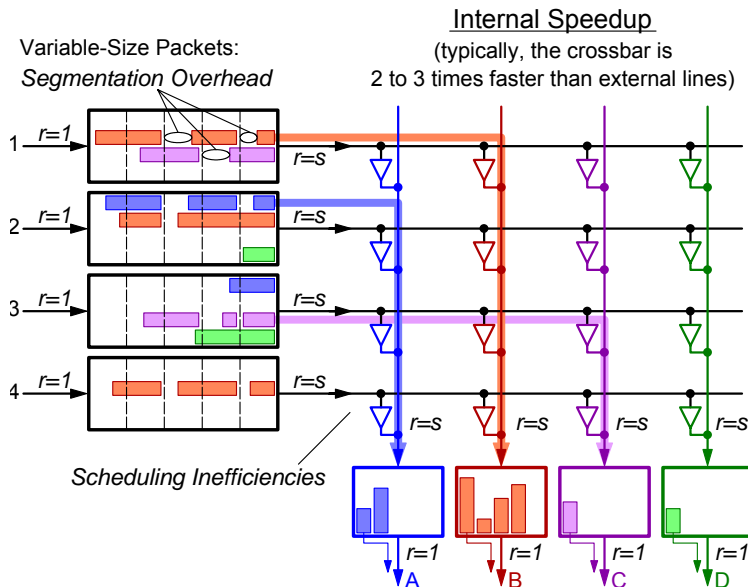 Internal Speedup
Variable-Size Packets:
(typically, the crossbar is
Segmentation Overhead
2 to 3 times faster than external lines)
1 r=1 r=s
2 r=1 r=s
3 r=1 r=s
4 r=1 r=s
r=s r=s r=s r=s
Scheduling Inefficiencies
r=1 r=1 r=1 r=1
A B C D